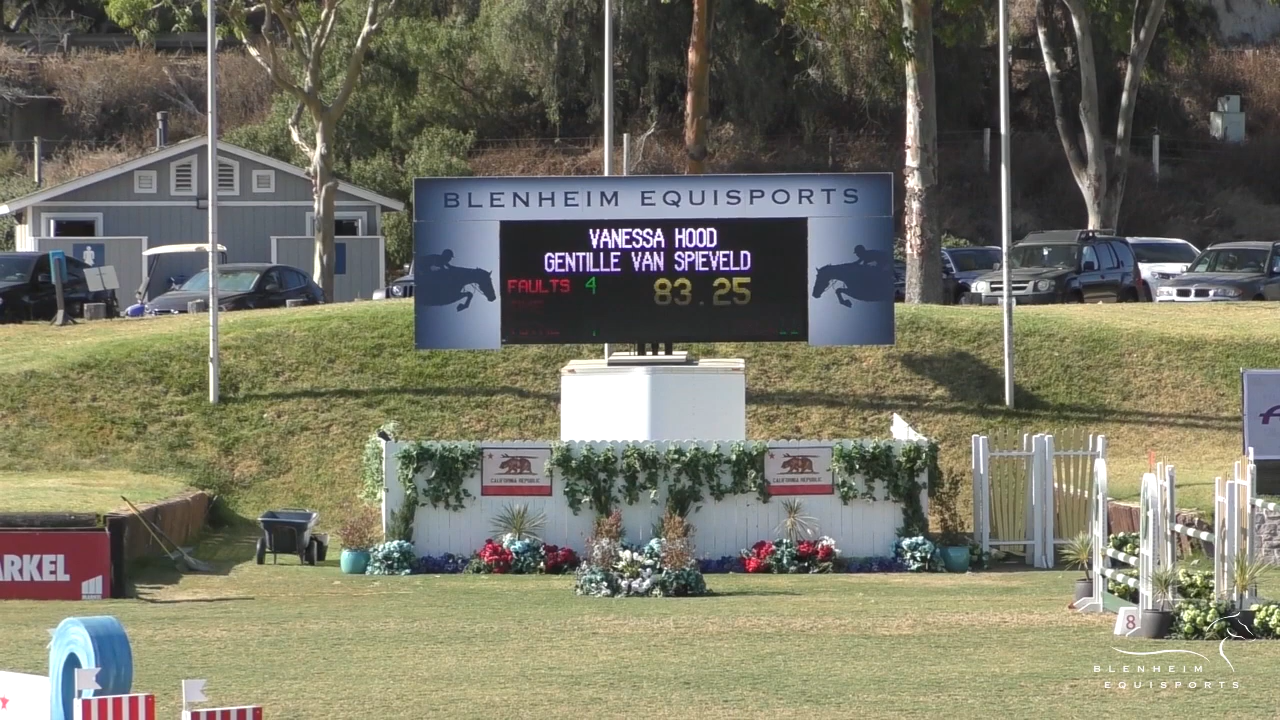 BLENHEIM EQUISPORTS
VANESSA HOOD
GENTILLE VAN SPIEVELD
FAULTS 4 83.25
CALIFORNIA REPUBLIC
CALIFORNIA REPUBLIC
ARKEL
MARKEL
8
BLENHEIM
EQUISPORTS